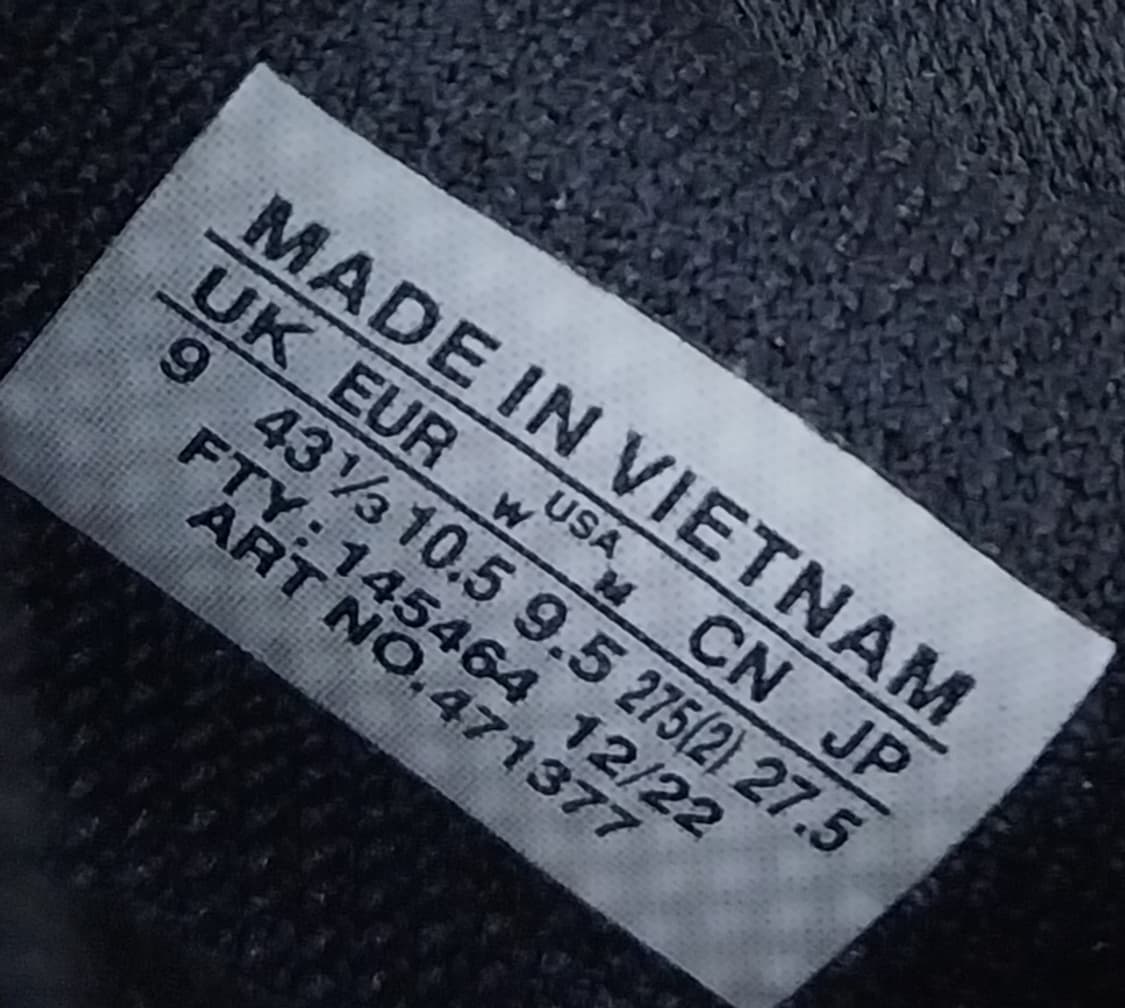 MADE IN VIETNAM
UK EUR W USA M CN JP
9 43⅓ 10.5 9.5 275(2) 27.5
FTY: 145464 12/22
ART NO.471377